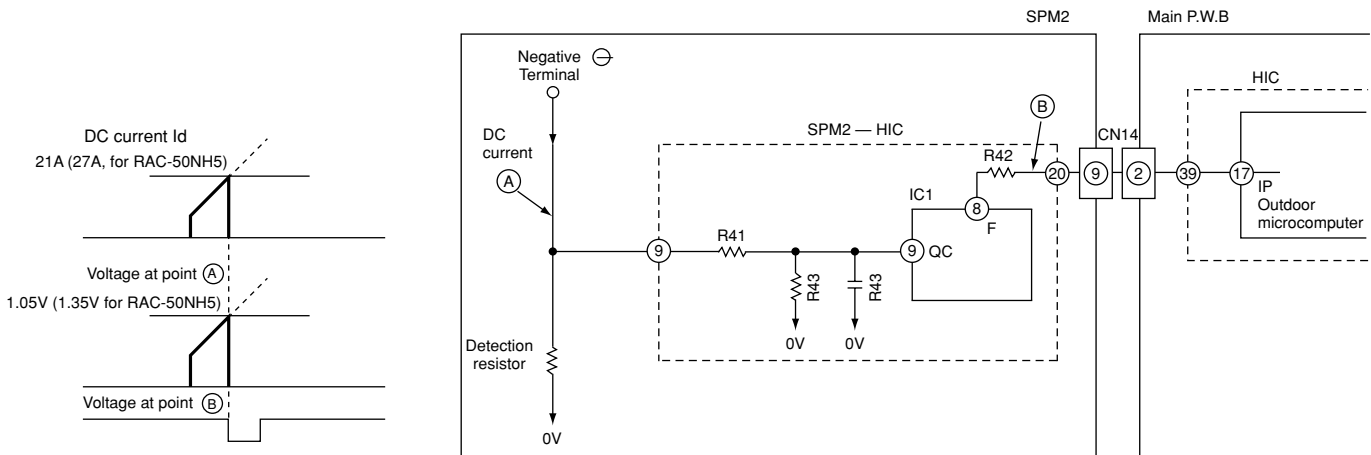 DC current Id
21A (27A, for RAC-50NH5)
Voltage at point A
1.05V (1.35V for RAC-50NH5)
Voltage at point B
SPM2
Main P.W.B
Negative
Terminal
DC
current
A
Detection
resistor
0V
SPM2 — HIC
9
R41
R43
0V
R43
0V
IC1
9
QC
8
F
R42
B
20
CN14
9
2
HIC
39
17
IP
Outdoor
microcomputer